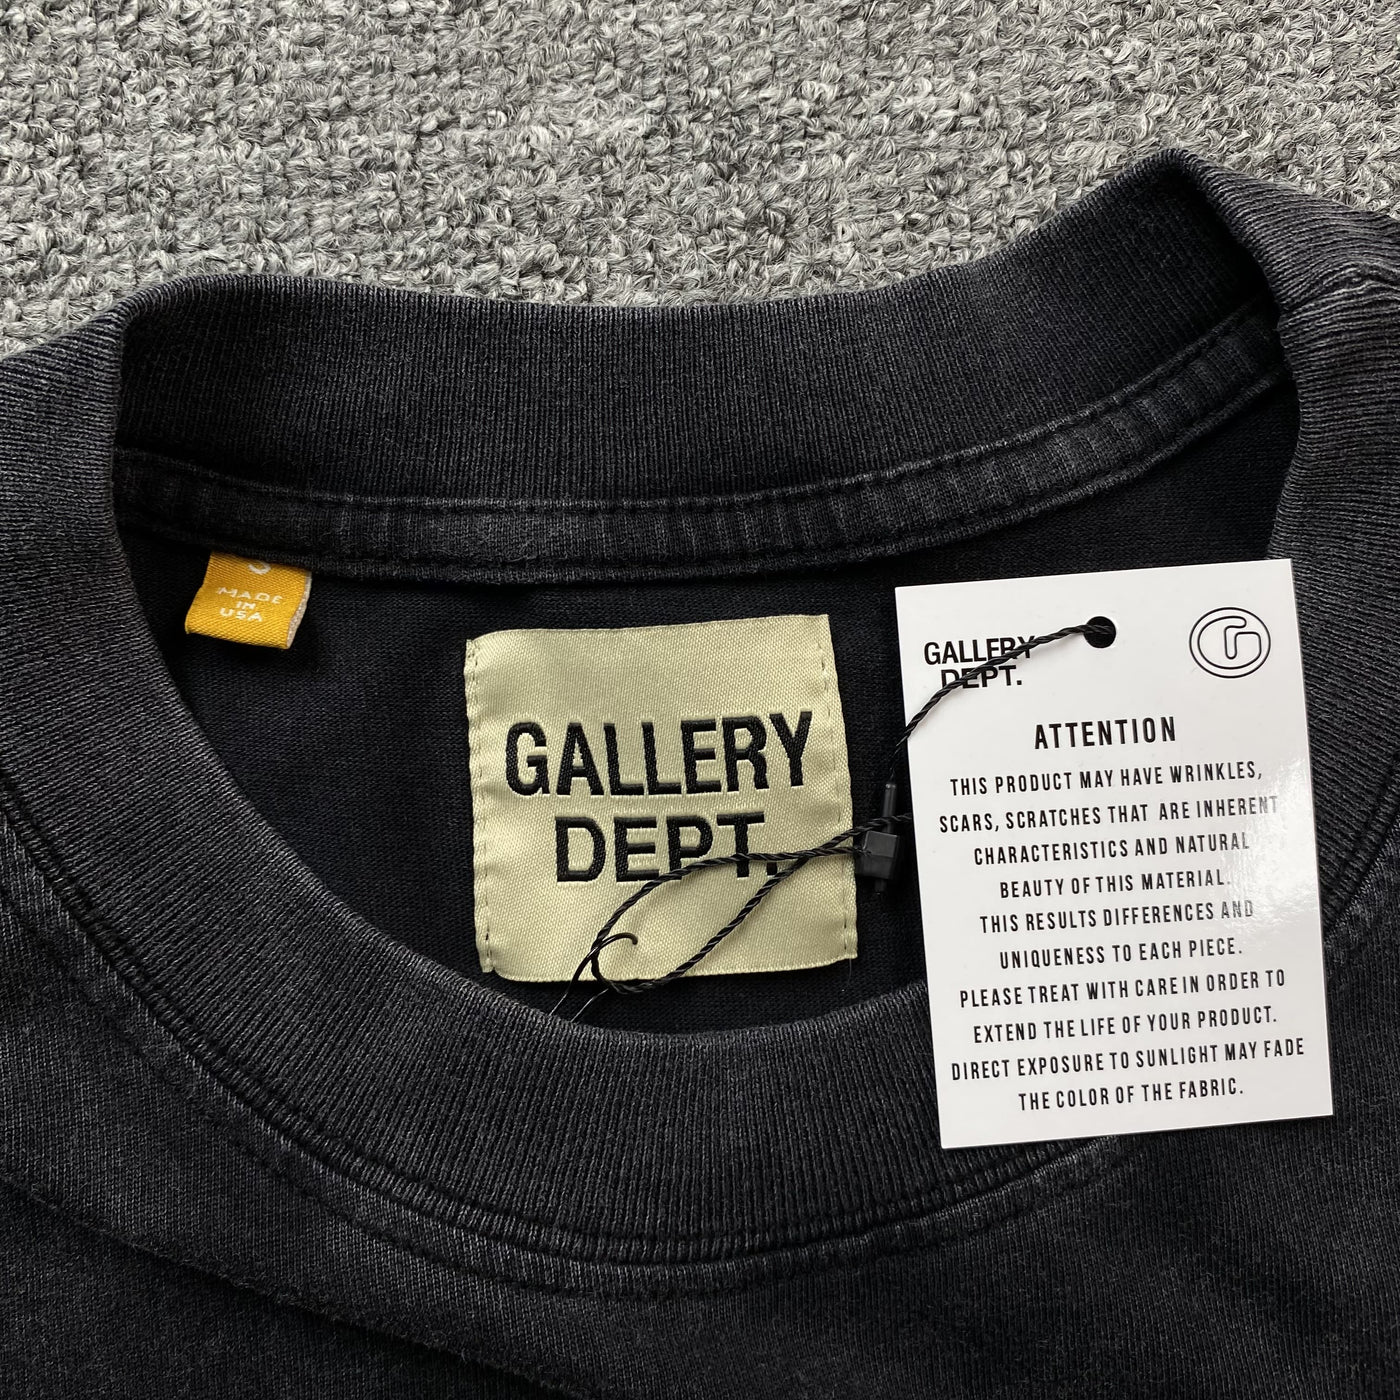 S
MADE
IN
USA
GALLERY
DEPT.
GALLERY
DEPT.
ATTENTION
THIS PRODUCT MAY HAVE WRINKLES,
SCARS, SCRATCHES THAT ARE INHERENT
CHARACTERISTICS AND NATURAL
BEAUTY OF THIS MATERIAL.
THIS RESULTS DIFFERENCES AND
UNIQUENESS TO EACH PIECE.
PLEASE TREAT WITH CARE IN ORDER TO
EXTEND THE LIFE OF YOUR PRODUCT.
DIRECT EXPOSURE TO SUNLIGHT MAY FADE
THE COLOR OF THE FABRIC.